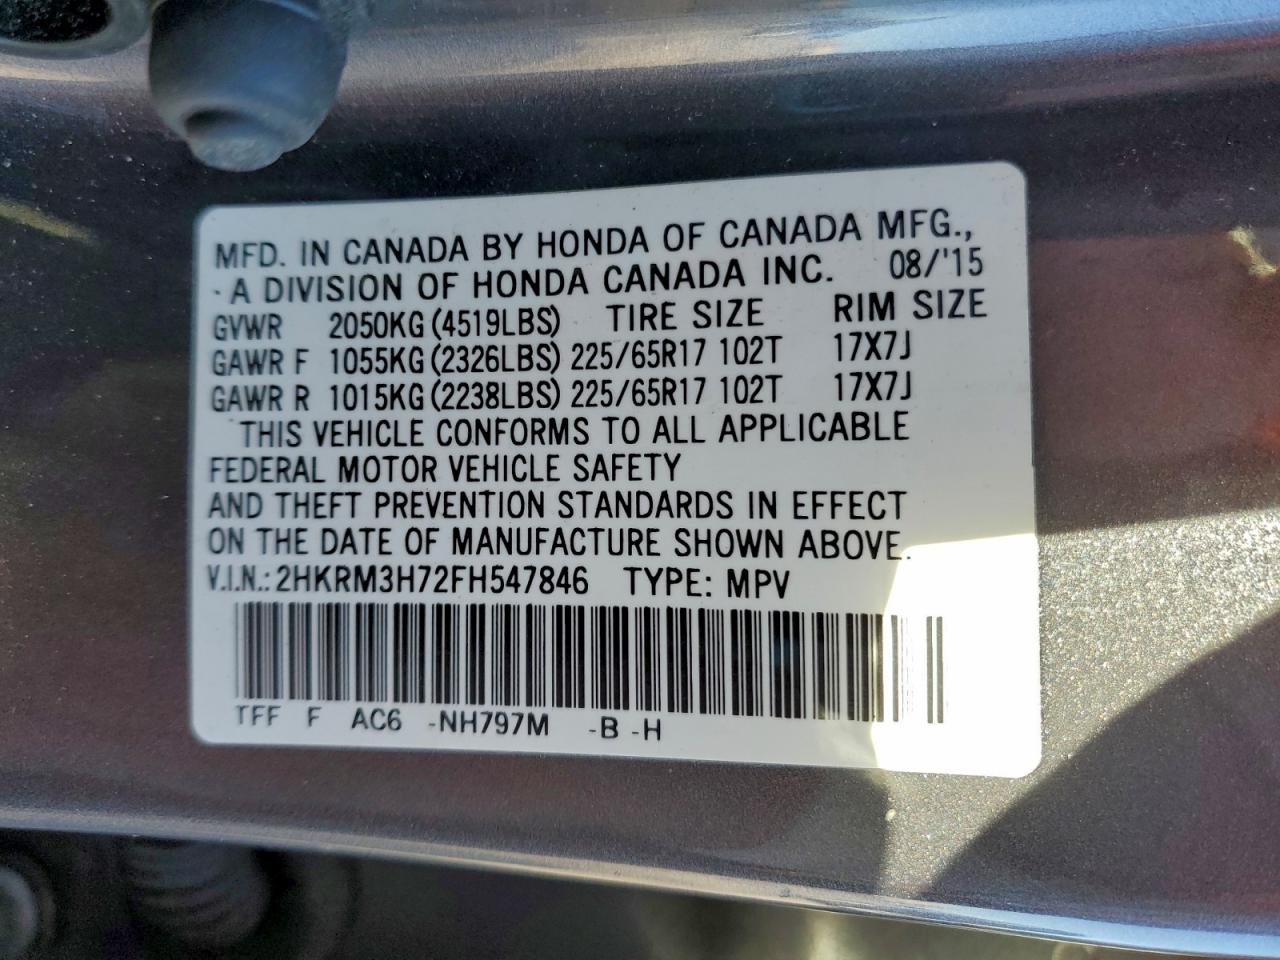 MFD. IN CANADA BY HONDA OF CANADA MFG.,
A DIVISION OF HONDA CANADA INC. 08/'15
GVWR 2050KG (4519LBS) TIRE SIZE RIM SIZE
GAWR F 1055KG (2326LBS) 225/65R17 102T 17X7J
GAWR R 1015KG (2238LBS) 225/65R17 102T 17X7J
THIS VEHICLE CONFORMS TO ALL APPLICABLE
FEDERAL MOTOR VEHICLE SAFETY
AND THEFT PREVENTION STANDARDS IN EFFECT
ON THE DATE OF MANUFACTURE SHOWN ABOVE.
V.I.N.: 2HKRM3H72FH547846 TYPE: MPV
TFF F AC6 -NH797M -B -H